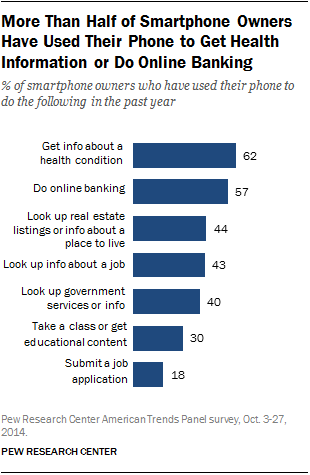 More Than Half of Smartphone Owners
Have Used Their Phone to Get Health
Information or Do Online Banking
% of smartphone owners who have used their phone to
do the following in the past year
Get info about a
health condition
62
Do online banking
57
Look up real estate
listings or info about a
place to live
44
Look up info about a job
43
Look up government
services or info
40
Take a class or get
educational content
30
Submit a job
application
18
Pew Research Center American Trends Panel survey, Oct. 3-27,
2014.
PEW RESEARCH CENTER